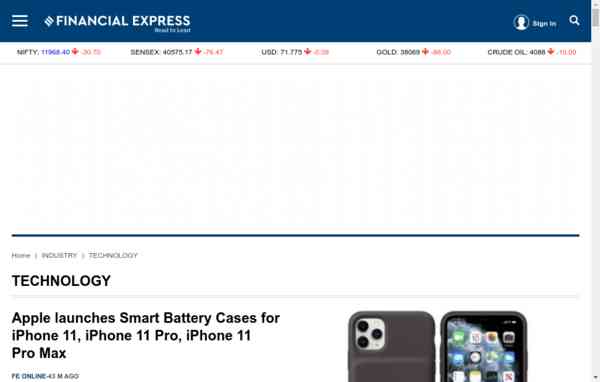 FINANCIAL EXPRESS
Read to Lead
Sign In
NIFTY: 11968.40 -30.70 SENSEX: 40575.17 -76.47 USD: 71.775 -0.08 GOLD: 38069 -88.00 CRUDE OIL: 4088 -19.00
Home | INDUSTRY | TECHNOLOGY
TECHNOLOGY
Apple launches Smart Battery Cases for
iPhone 11, iPhone 11 Pro, iPhone 11
Pro Max
FE ONLINE-43 M AGO